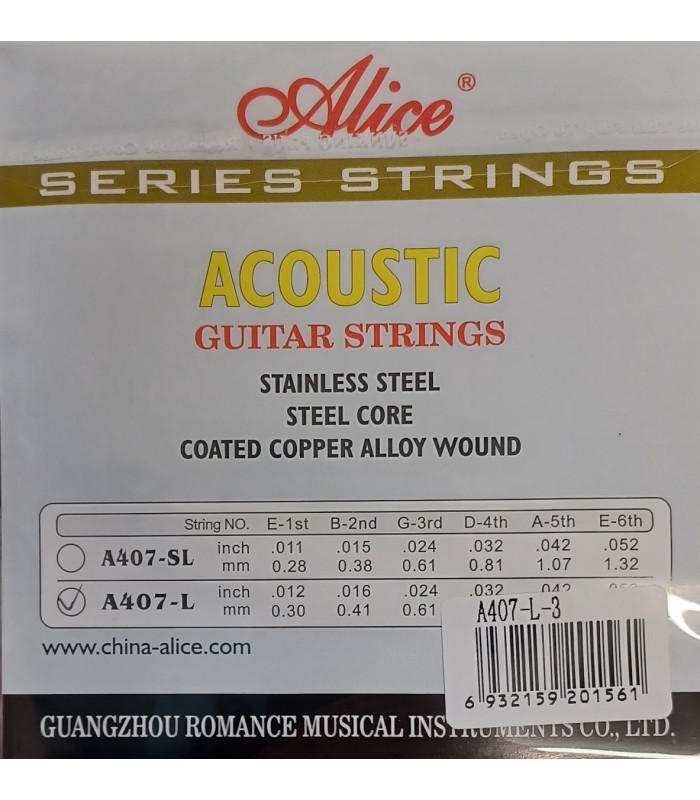 Alice®
SERIES STRINGS
ACOUSTIC
GUITAR STRINGS
STAINLESS STEEL
STEEL CORE
COATED COPPER ALLOY WOUND
String NO. E-1st B-2nd G-3rd D-4th A-5th E-6th
A407-SL inch .011 .015 .024 .032 .042 .052
mm 0.28 0.38 0.61 0.81 1.07 1.32
A407-L inch .012 .016 .024 .032 .042
mm 0.30 0.41 0.61
A407-L-3
6 932159 201561
www.china-alice.com
GUANGZHOU ROMANCE MUSICAL INSTRUMENTS CO., LTD.